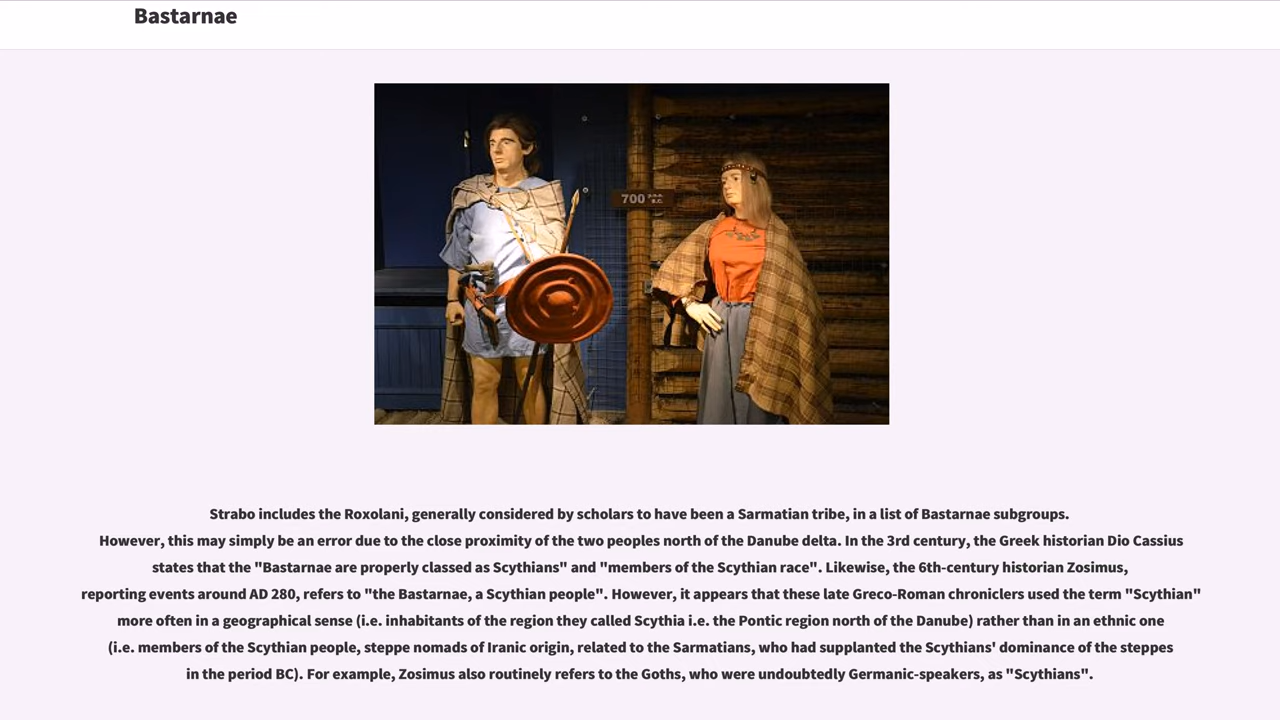 Bastarnae
700
B.C.
Strabo includes the Roxolani, generally considered by scholars to have been a Sarmatian tribe, in a list of Bastarnae subgroups.
However, this may simply be an error due to the close proximity of the two peoples north of the Danube delta. In the 3rd century, the Greek historian Dio Cassius
states that the "Bastarnae are properly classed as Scythians" and "members of the Scythian race". Likewise, the 6th-century historian Zosimus,
reporting events around AD 280, refers to "the Bastarnae, a Scythian people". However, it appears that these late Greco-Roman chroniclers used the term "Scythian"
more often in a geographical sense (i.e. inhabitants of the region they called Scythia i.e. the Pontic region north of the Danube) rather than in an ethnic one
(i.e. members of the Scythian people, steppe nomads of Iranic origin, related to the Sarmatians, who had supplanted the Scythians' dominance of the steppes
in the period BC). For example, Zosimus also routinely refers to the Goths, who were undoubtedly Germanic-speakers, as "Scythians".